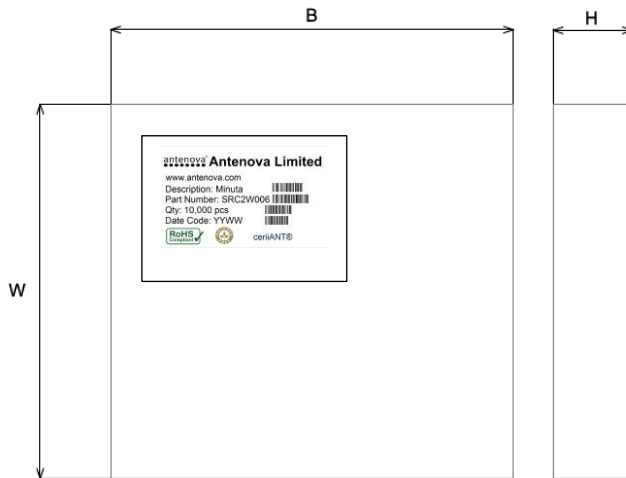 B
H
W
antenova® Antenova Limited
www.antenova.com
Description: Minuta
Part Number: SRC2W006
Qty: 10,000 pcs
Date Code: YYWW
RoHS
Compliant
ceriiANT®